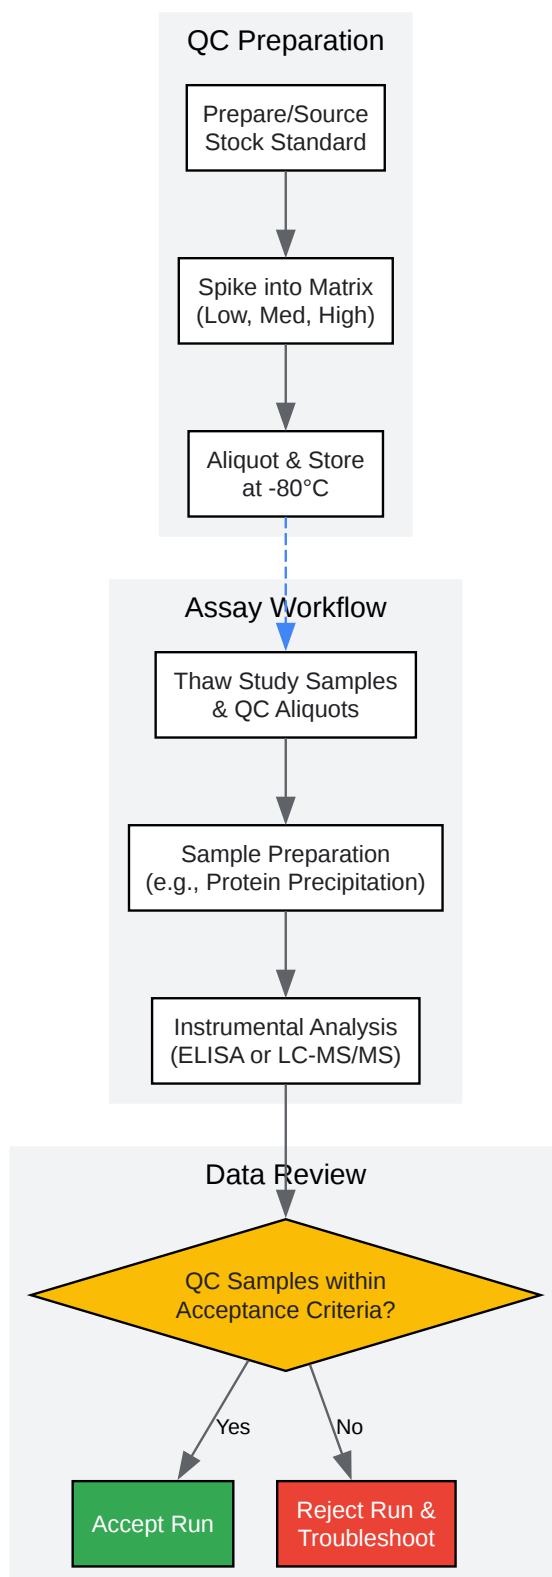 QC Preparation
Prepare/Source
Stock Standard
Spike into Matrix
(Low, Med, High)
Aliquot & Store
at -80°C
Assay Workflow
Thaw Study Samples
& QC Aliquots
Sample Preparation
(e.g., Protein Precipitation)
Instrumental Analysis
(ELISA or LC-MS/MS)
Data Review
QC Samples within
Acceptance Criteria?
Yes
No
Accept Run
Reject Run &
Troubleshoot